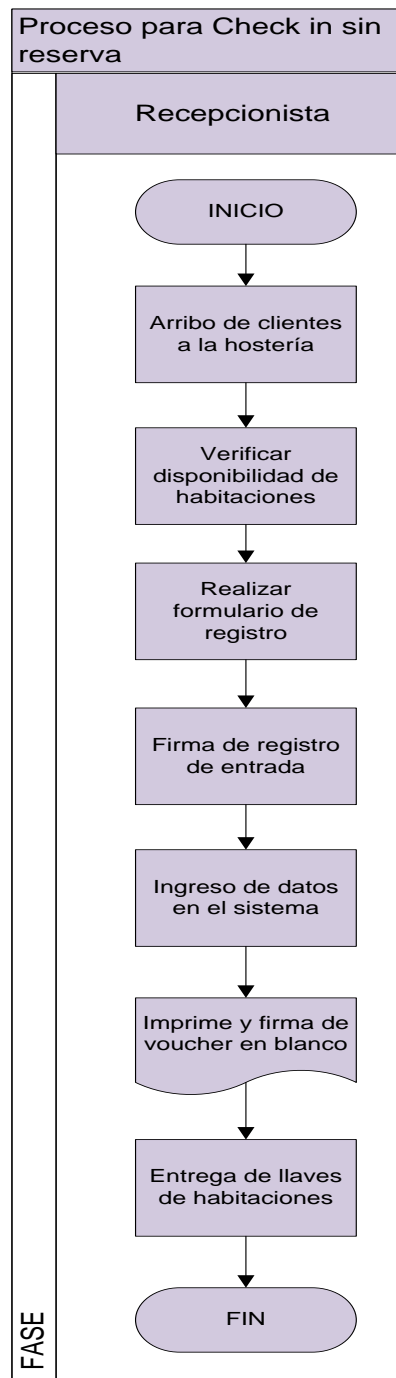 Proceso para Check in sin
reserva
Recepcionista
INICIO
Arribo de clientes
a la hostería
Verificar
disponibilidad de
habitaciones
Realizar
formulario de
registro
Firma de registro
de entrada
Ingreso de datos
en el sistema
Imprime y firma de
voucher en blanco
Entrega de llaves
de habitaciones
FIN
FASE